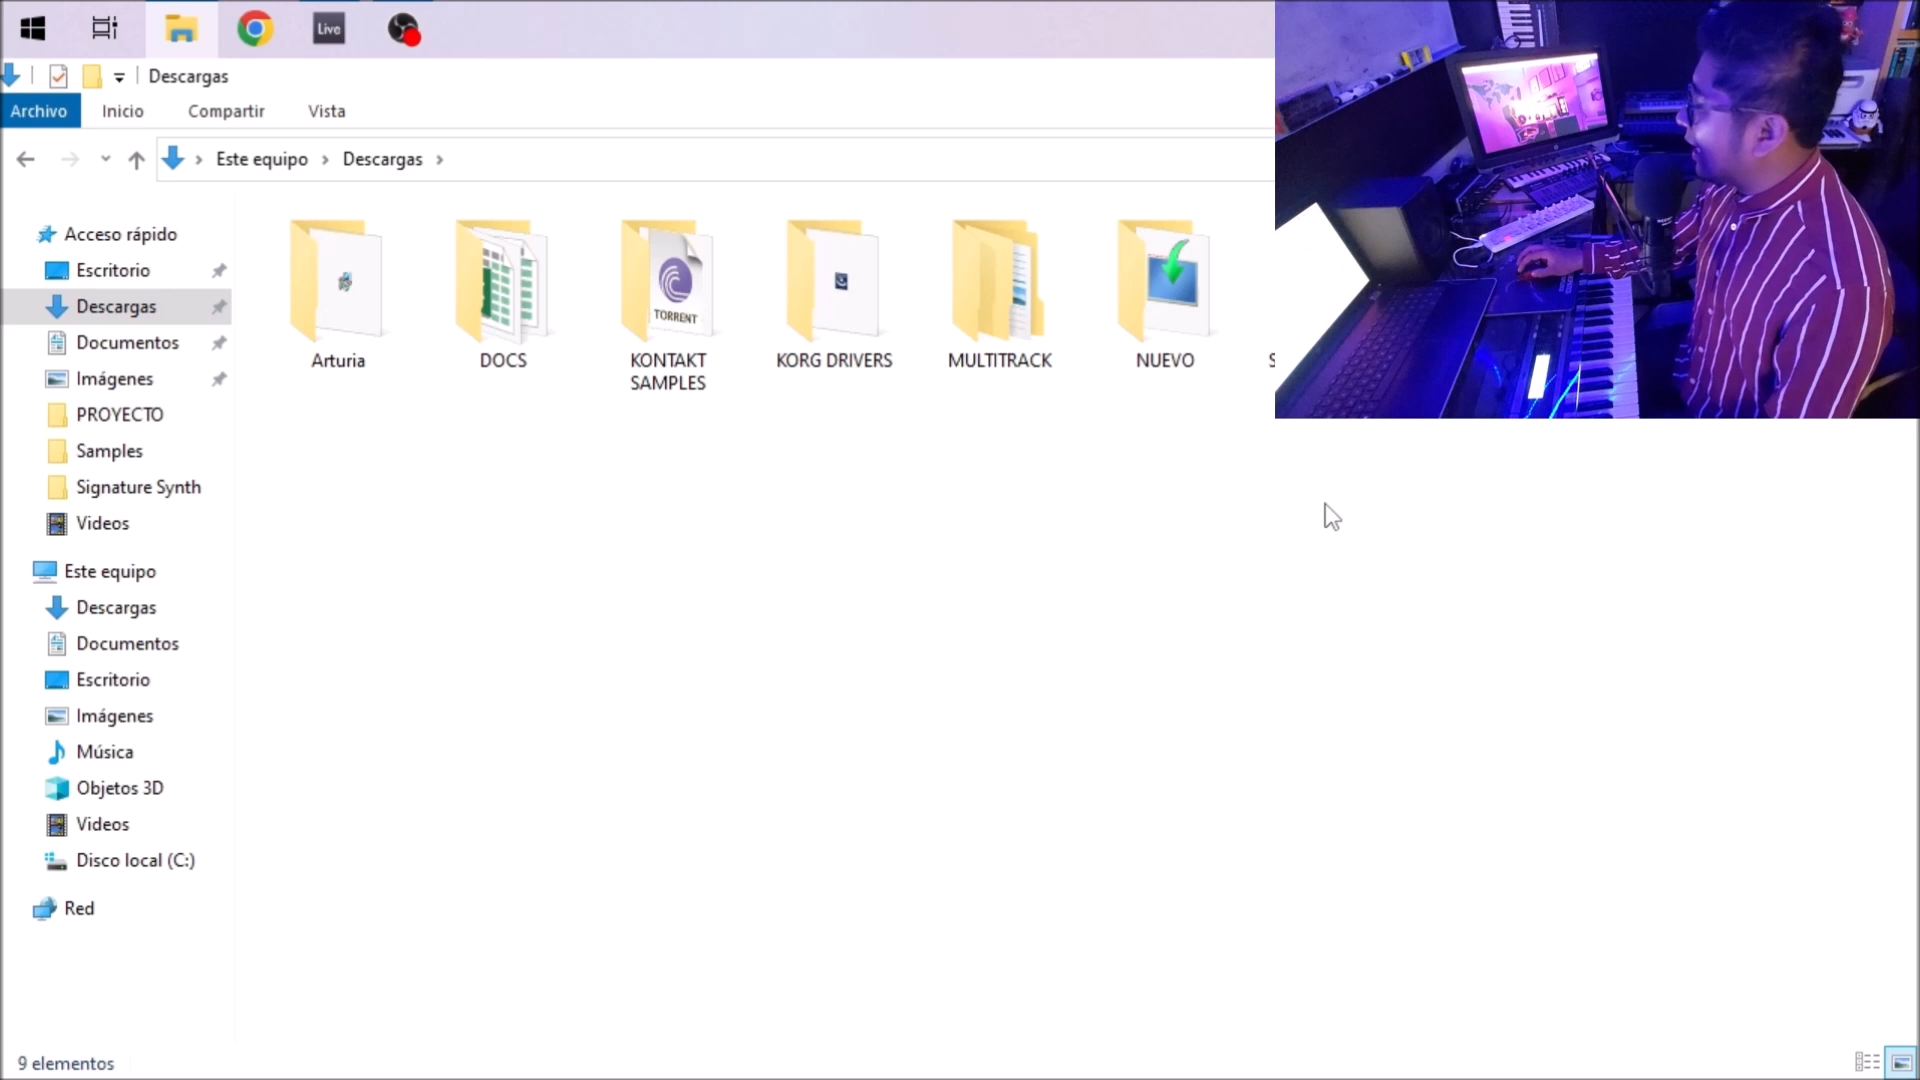 Live
Descargas
Archivo
Inicio
Compartir
Vista
Este equipo
Descargas
Acceso rápido
Escritorio
Descargas
Documentos
Imágenes
PROYECTO
Samples
Signature Synth
Videos
Este equipo
Descargas
Documentos
Escritorio
Imágenes
Música
Objetos 3D
Videos
Disco local (C:)
Red
TORRENT
Arturia
DOCS
KONTAKT
SAMPLES
KORG DRIVERS
MULTITRACK
NUEVO
S
9 elementos